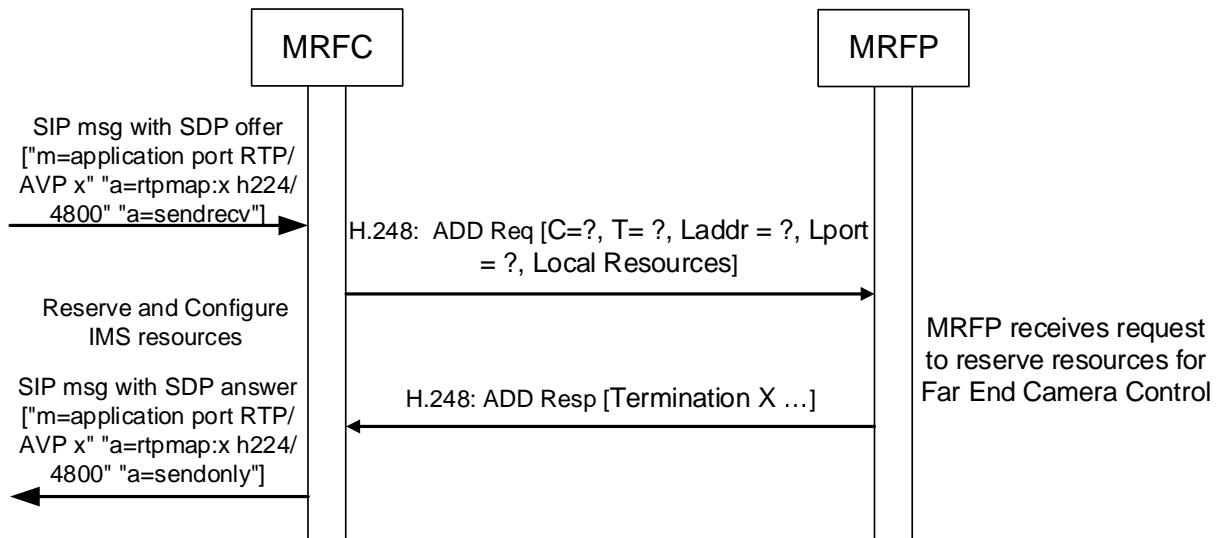 MRFC
MRFP
SIP msg with SDP offer
["m=application port RTP/
AVP x" "a=rtpmap:x h224/
4800" "a=sendrecv"]
H.248:  ADD Req [C=?, T= ?, Laddr = ?, Lport
= ?, Local Resources]
Reserve and Configure
IMS resources
MRFP receives request
to reserve resources for
Far End Camera Control
SIP msg with SDP answer
["m=application port RTP/
AVP x" "a=rtpmap:x h224/
4800" "a=sendonly"]
H.248: ADD Resp [Termination X …]